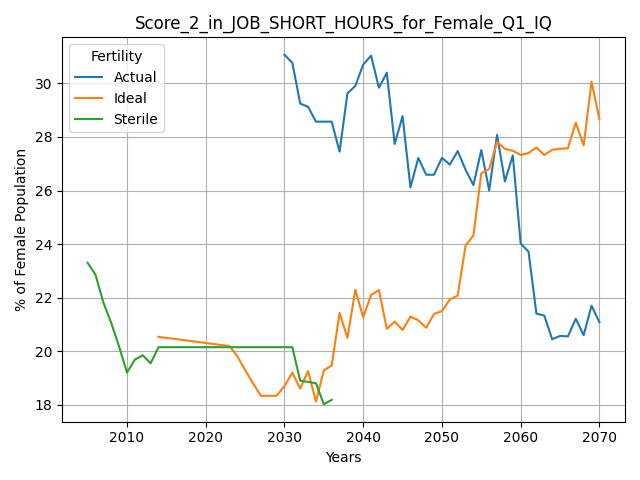 Score_2_in_JOB_SHORT_HOURS_for_Female_Q1_IQ
Fertility
Actual
Ideal
Sterile
% of Female Population
30
28
26
24
22
20
18
2010 2020 2030 2040 2050 2060 2070
Years